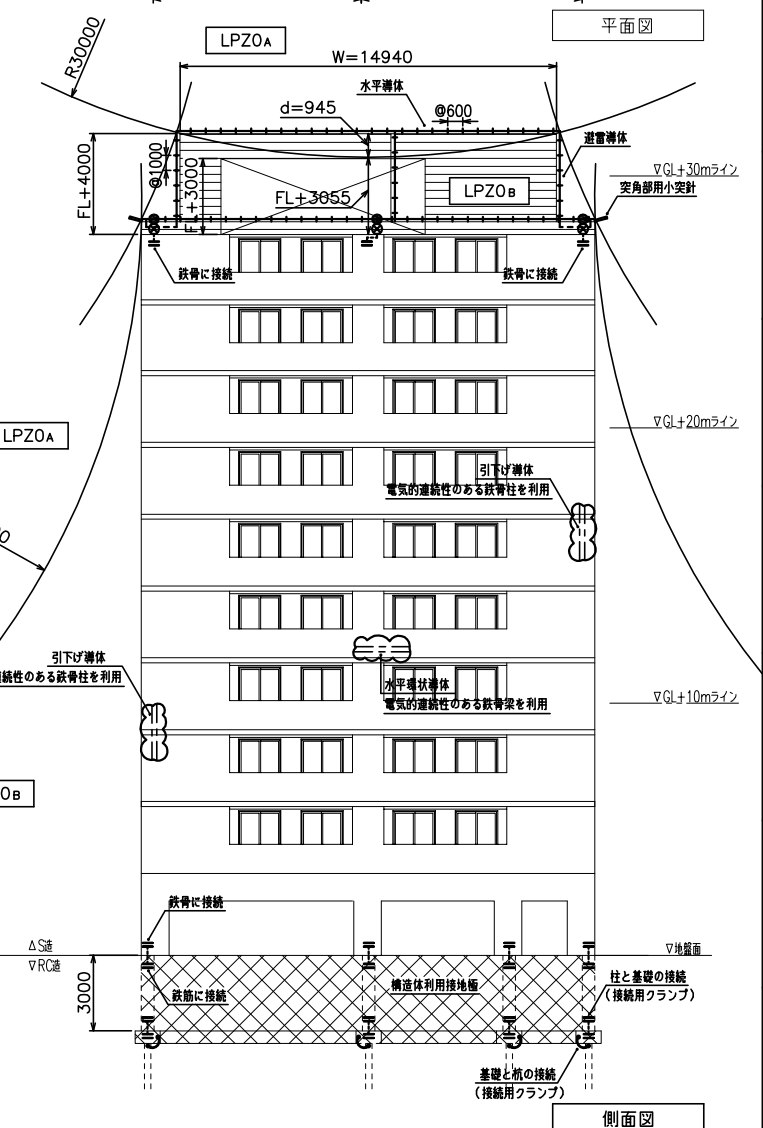 平面図
LPZ0A
R30000
W=14940
水平導体
d=945
@600
避雷導体
FL+4000
@1000
FL+3000
FL+3055
LPZ0B
▽GL+30mライン
突角部用小突針
鉄骨に接続
鉄骨に接続
LPZ0A
▽GL+20mライン
引下げ導体
電気的連続性のある鉄骨柱を利用
引下げ導体
続性のある鉄骨柱を利用
水平環状導体
電気的連続性のある鉄骨梁を利用
▽GL+10mライン
0B
鉄骨に接続
△S造
▽RC造
▽地盤面
3000
鉄筋に接続
構造体利用接地極
柱と基礎の接続
(接続用クランプ)
基礎と杭の接続
(接続用クランプ)
側面図